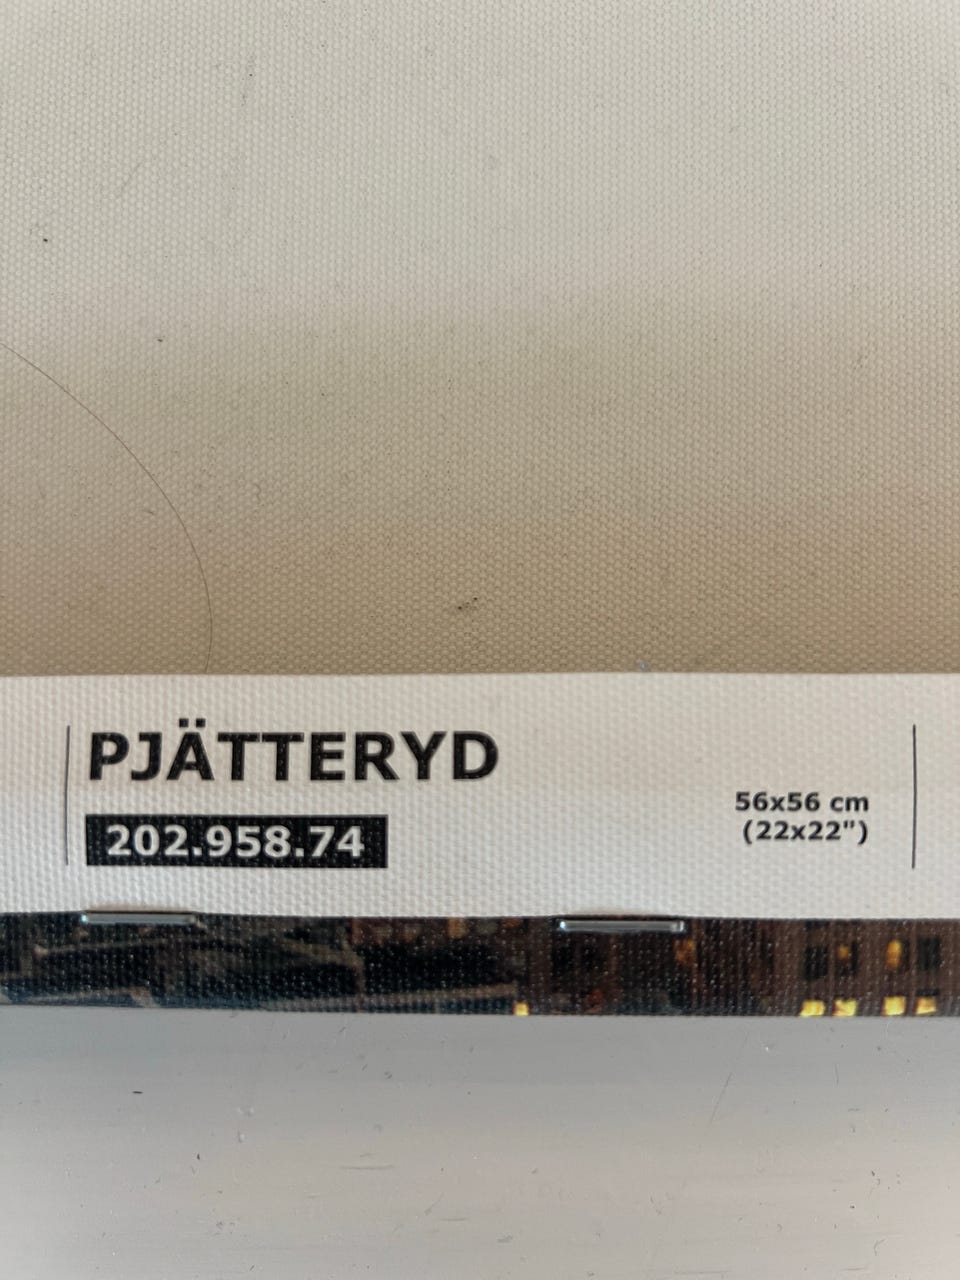 PJÄTTERYD
202.958.74
56x56 cm
(22x22")